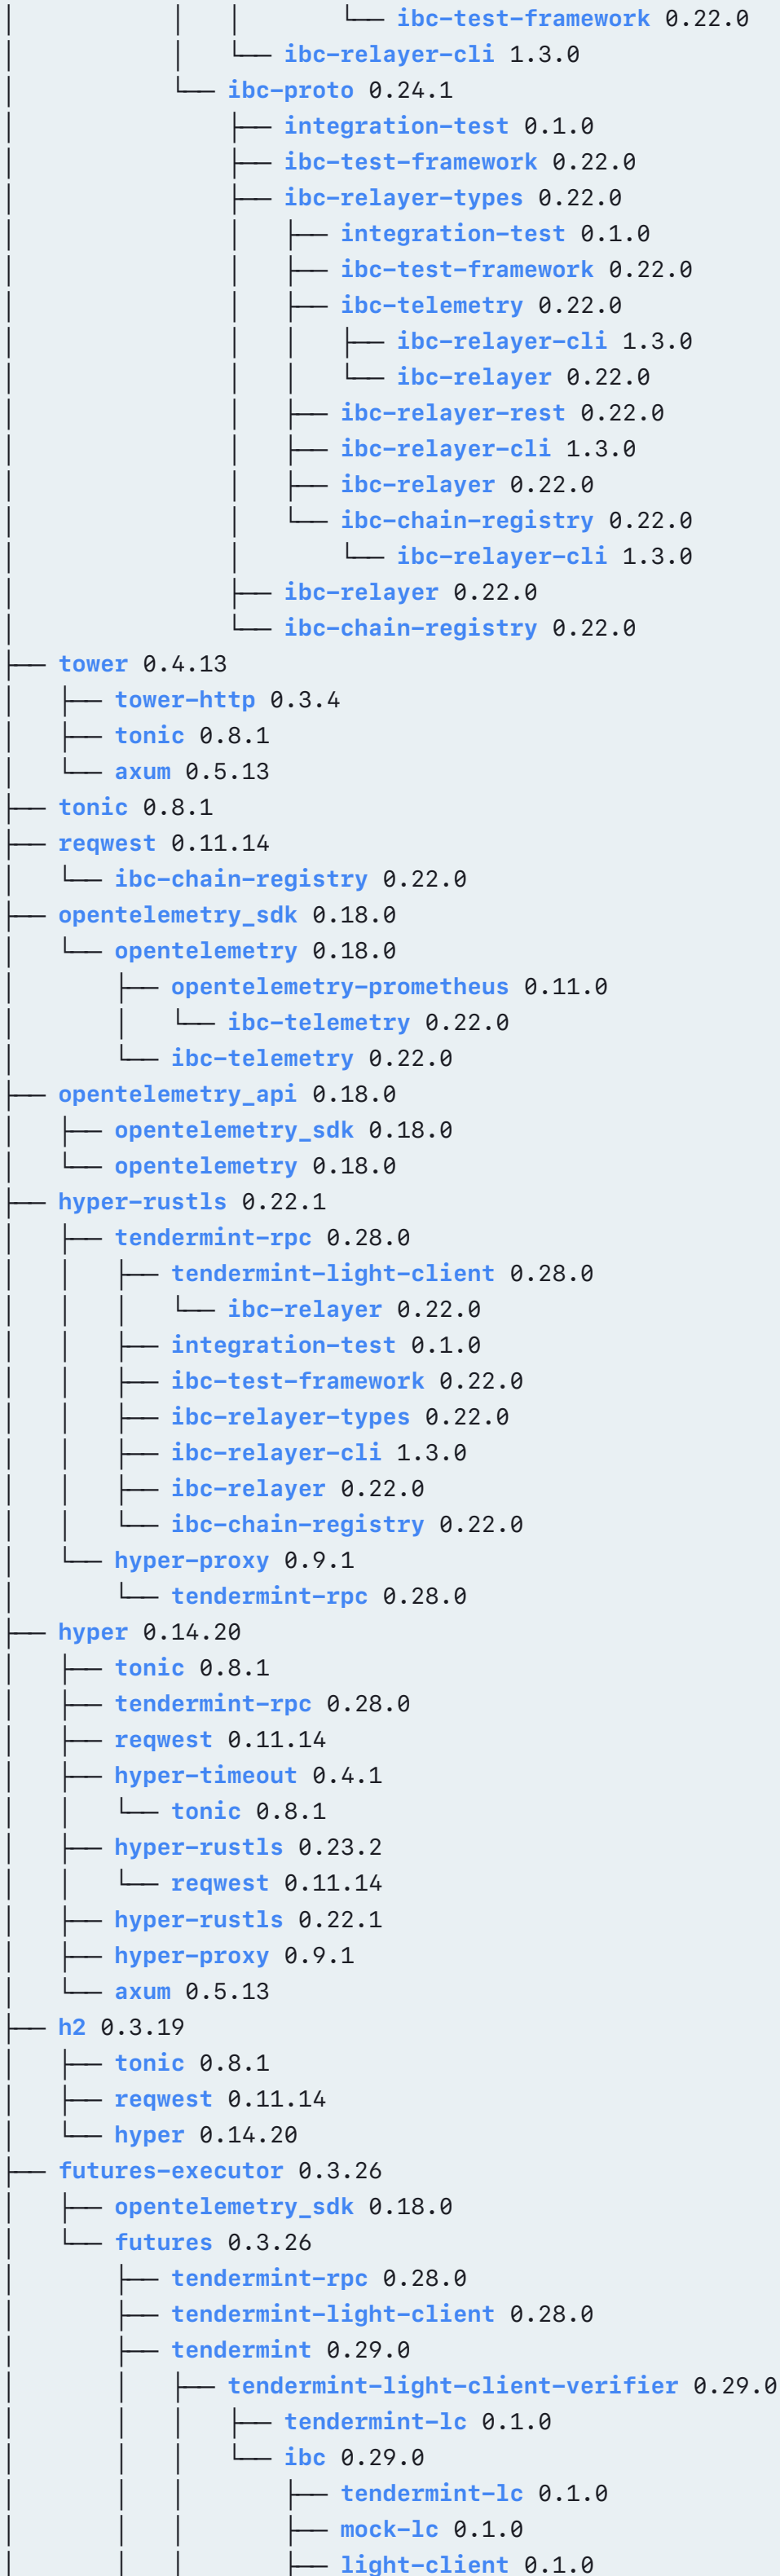 ibc-test-framework 0.22.0
ibc-relayer-cli 1.3.0
ibc-proto 0.24.1
integration-test 0.1.0
ibc-test-framework 0.22.0
ibc-relayer-types 0.22.0
integration-test 0.1.0
ibc-test-framework 0.22.0
ibc-telemetry 0.22.0
ibc-relayer-cli 1.3.0
ibc-relayer 0.22.0
ibc-relayer-rest 0.22.0
ibc-relayer-cli 1.3.0
ibc-relayer 0.22.0
ibc-chain-registry 0.22.0
ibc-relayer-cli 1.3.0
ibc-relayer 0.22.0
ibc-chain-registry 0.22.0
tower 0.4.13
tower-http 0.3.4
tonic 0.8.1
axum 0.5.13
tonic 0.8.1
reqwest 0.11.14
ibc-chain-registry 0.22.0
opentelemetry_sdk 0.18.0
opentelemetry 0.18.0
opentelemetry-prometheus 0.11.0
ibc-telemetry 0.22.0
ibc-telemetry 0.22.0
opentelemetry_api 0.18.0
opentelemetry_sdk 0.18.0
opentelemetry 0.18.0
hyper-rustls 0.22.1
tendermint-rpc 0.28.0
tendermint-light-client 0.28.0
ibc-relayer 0.22.0
integration-test 0.1.0
ibc-test-framework 0.22.0
ibc-relayer-types 0.22.0
ibc-relayer-cli 1.3.0
ibc-relayer 0.22.0
ibc-chain-registry 0.22.0
hyper-proxy 0.9.1
tendermint-rpc 0.28.0
hyper 0.14.20
tonic 0.8.1
tendermint-rpc 0.28.0
reqwest 0.11.14
hyper-timeout 0.4.1
tonic 0.8.1
hyper-rustls 0.23.2
reqwest 0.11.14
hyper-rustls 0.22.1
hyper-proxy 0.9.1
axum 0.5.13
h2 0.3.19
tonic 0.8.1
reqwest 0.11.14
hyper 0.14.20
futures-executor 0.3.26
opentelemetry_sdk 0.18.0
futures 0.3.26
tendermint-rpc 0.28.0
tendermint-light-client 0.28.0
tendermint 0.29.0
tendermint-light-client-verifier 0.29.0
tendermint-lc 0.1.0
ibc 0.29.0
tendermint-lc 0.1.0
mock-lc 0.1.0
light-client 0.1.0